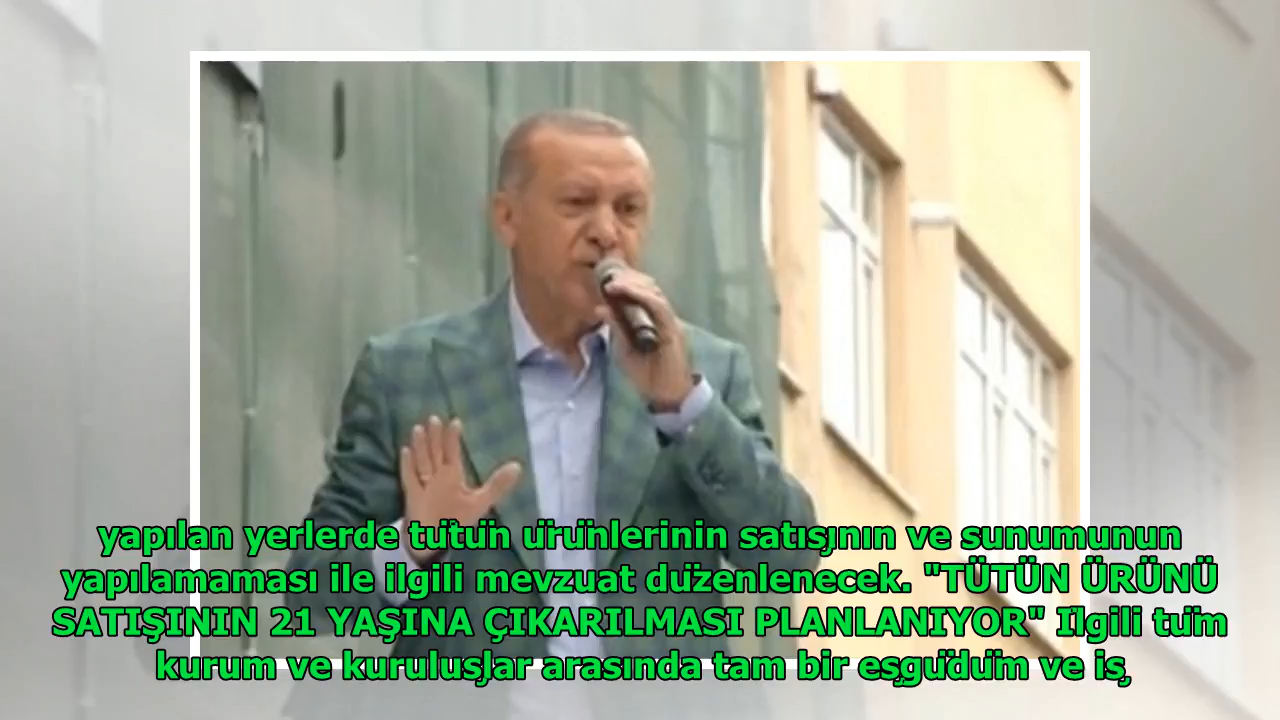 yapılan yerlerde tütün ürünlerinin satışının ve sunumunun
yapılamaması ile ilgili mevzuat düzenlenecek. "TÜTÜN ÜRÜNÜ
SATIŞININ 21 YAŞINA ÇIKARILMASI PLANLANIYOR" İlgili tüm
kurum ve kuruluşlar arasında tam bir eşgüdüm ve iş